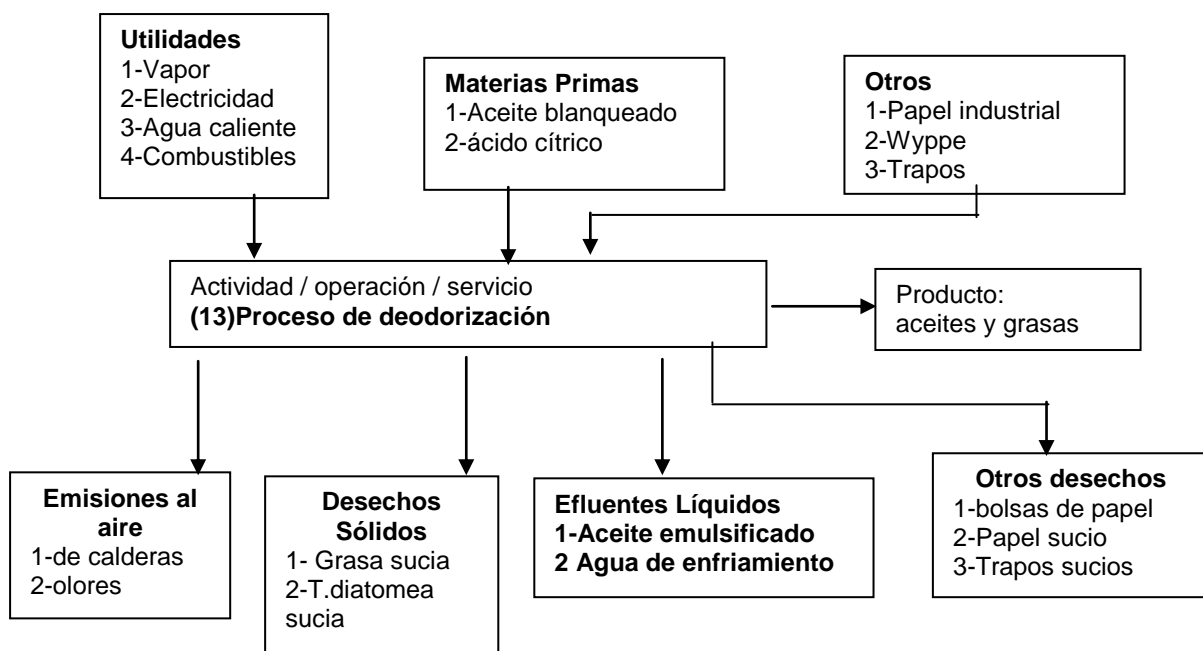 Utilidades
1-Vapor
2-Electricidad
3-Agua caliente
4-Combustibles
Materias Primas
1-Aceite blanqueado
2-ácido cítrico
Otros
1-Papel industrial
2-Wyppe
3-Trapos
Actividad / operación / servicio
(13)Proceso de deodorización
Producto:
aceites y grasas
Emisiones al
aire
1-de calderas
2-olores
Desechos
Sólidos
1- Grasa sucia
2-T.diatomea
sucia
Efluentes Líquidos
1-Aceite emulsificado
2 Agua de enfriamiento
Otros desechos
1-bolsas de papel
2-Papel sucio
3-Trapos sucios